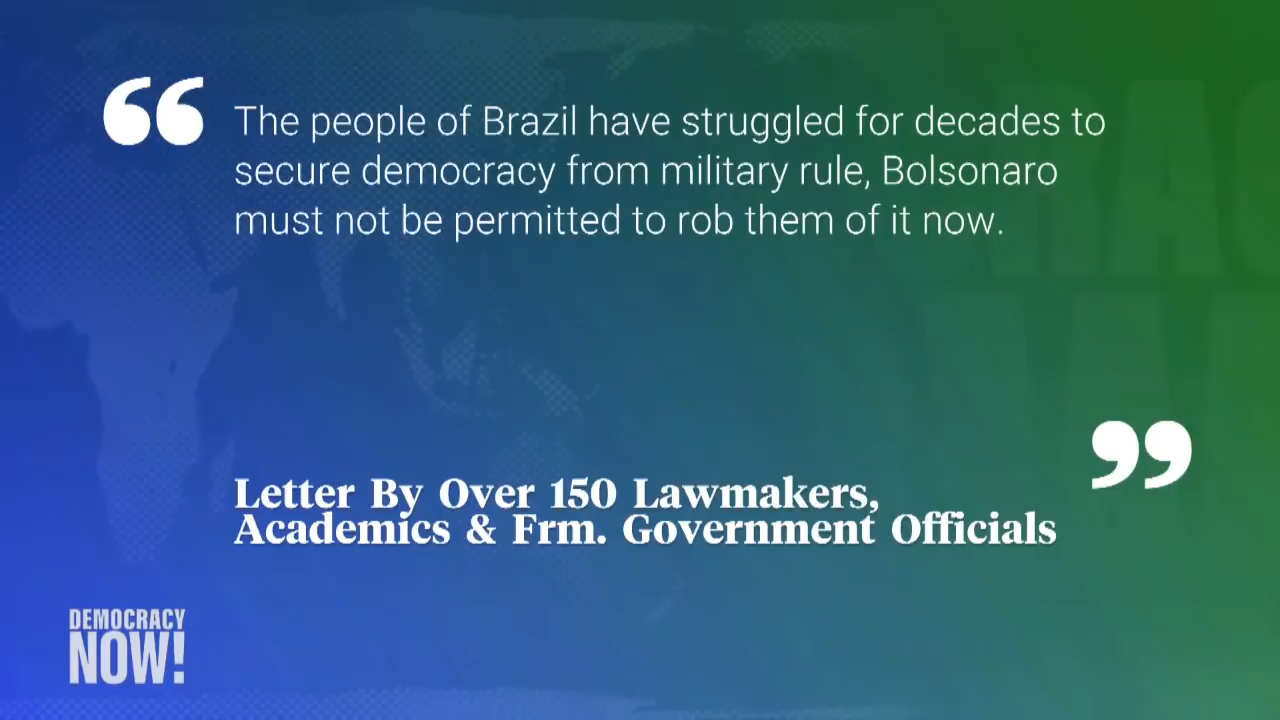 “
The people of Brazil have struggled for decades to
secure democracy from military rule, Bolsonaro
must not be permitted to rob them of it now.
”
Letter By Over 150 Lawmakers,
Academics & Frm. Government Officials
DEMOCRACY
NOW!